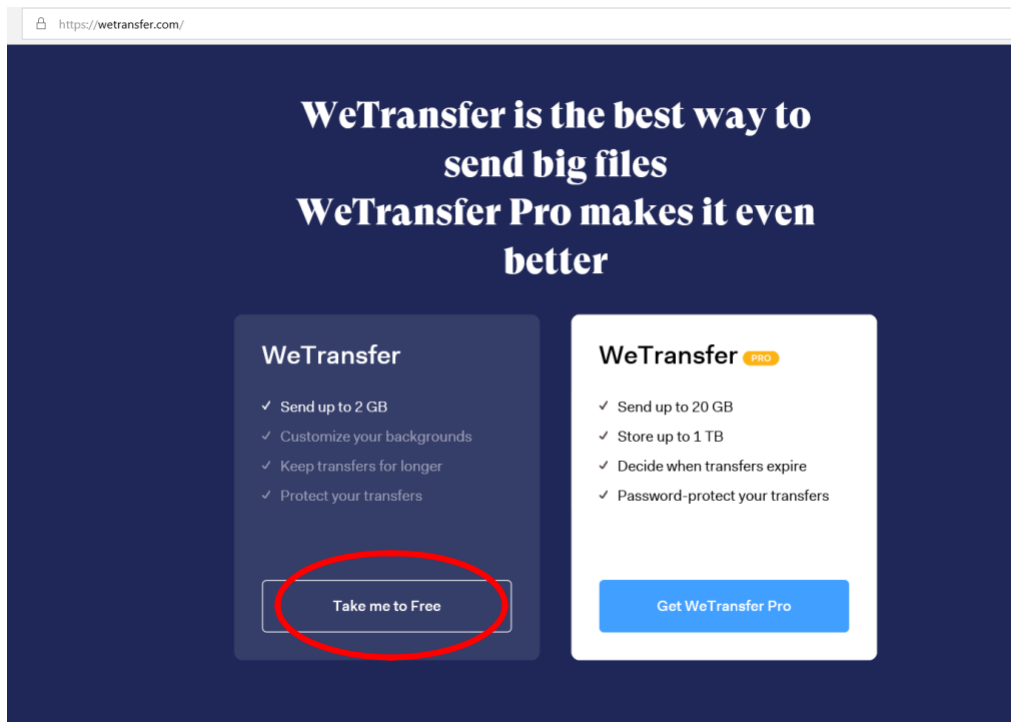 https://wetransfer.com/
WeTransfer is the best way to
send big files
WeTransfer Pro makes it even
better
WeTransfer
✓ Send up to 2 GB
✓ Customize your backgrounds
✓ Keep transfers for longer
✓ Protect your transfers
Take me to Free
WeTransfer PRO
✓ Send up to 20 GB
✓ Store up to 1 TB
✓ Decide when transfers expire
✓ Password-protect your transfers
Get WeTransfer Pro